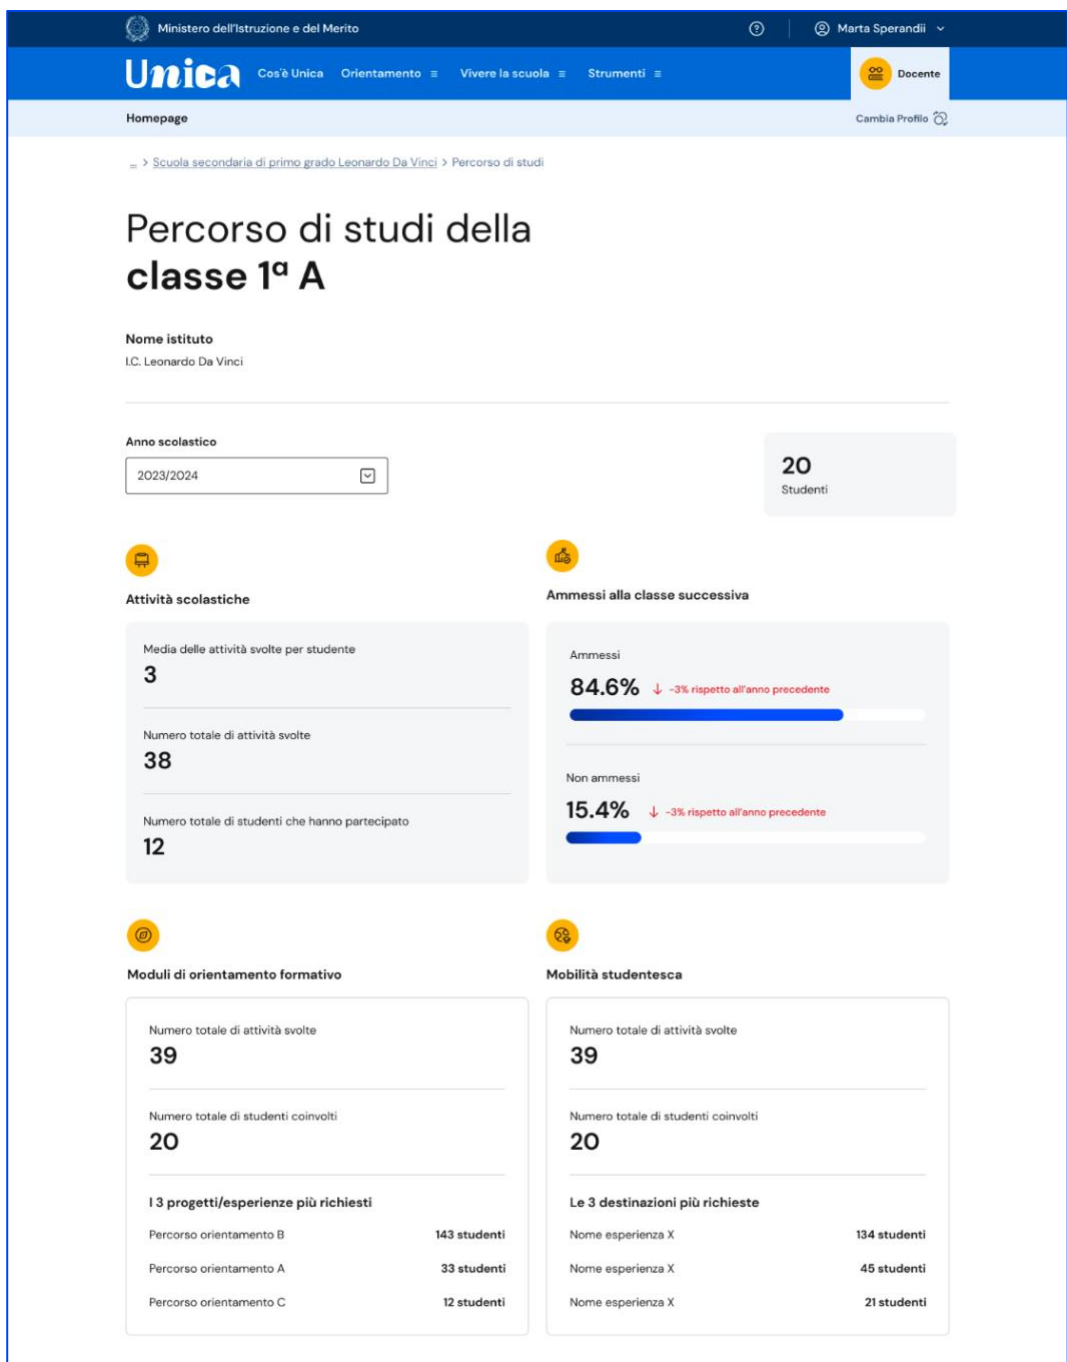 Ministero dell'Istruzione e del Merito
Marta Sperandii
Unica
Cos'è Unica
Orientamento
Vivere la scuola
Strumenti
Docente
Homepage
Cambia Profilo
... > Scuola secondaria di primo grado Leonardo Da Vinci > Percorso di studi
Percorso di studi della
classe 1ª A
Nome istituto
I.C. Leonardo Da Vinci
Anno scolastico
2023/2024
20
Studenti
Attività scolastiche
Media delle attività svolte per studente
3
Numero totale di attività svolte
38
Numero totale di studenti che hanno partecipato
12
Ammessi alla classe successiva
Ammessi
84.6% ↓ -3% rispetto all'anno precedente
Non ammessi
15.4% ↓ -3% rispetto all'anno precedente
Moduli di orientamento formativo
Numero totale di attività svolte
39
Numero totale di studenti coinvolti
20
I 3 progetti/esperienze più richiesti
Percorso orientamento B 143 studenti
Percorso orientamento A 33 studenti
Percorso orientamento C 12 studenti
Mobilità studentesca
Numero totale di attività svolte
39
Numero totale di studenti coinvolti
20
Le 3 destinazioni più richieste
Nome esperienza X 134 studenti
Nome esperienza X 45 studenti
Nome esperienza X 21 studenti